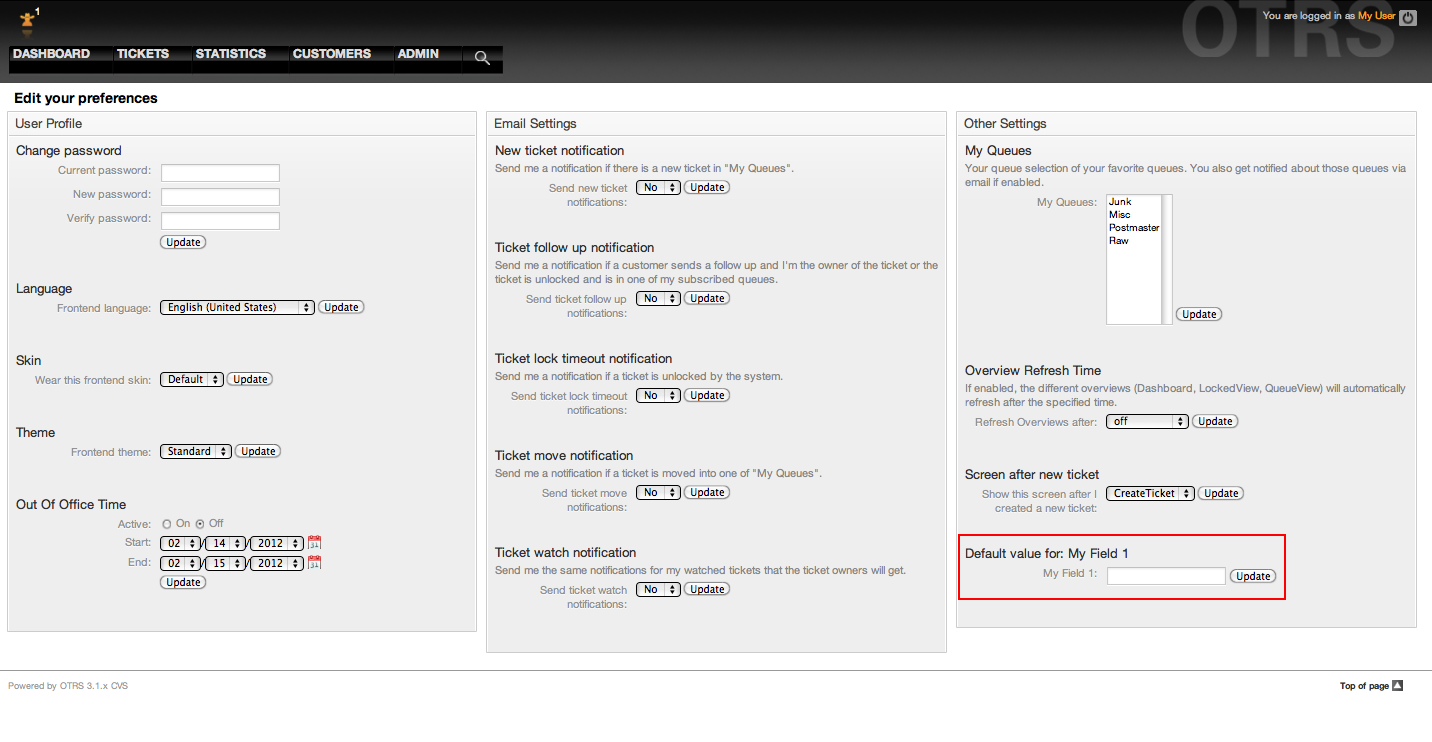 1
OTRS
You are logged in as My User
DASHBOARD TICKETS STATISTICS CUSTOMERS ADMIN
Edit your preferences
User Profile
Change password
Current password:
New password:
Verify password:
Update
Language
Frontend language: English (United States) Update
Skin
Wear this frontend skin: Default Update
Theme
Frontend theme: Standard Update
Out Of Office Time
Active: On Off
Start: 02 / 14 / 2012 31
End: 02 / 15 / 2012 31
Update
Email Settings
New ticket notification
Send me a notification if there is a new ticket in "My Queues".
Send new ticket No Update
notifications:
Ticket follow up notification
Send me a notification if a customer sends a follow up and I'm the owner of the ticket or the
ticket is unlocked and is in one of my subscribed queues.
Send ticket follow up No Update
notifications:
Ticket lock timeout notification
Send me a notification if a ticket is unlocked by the system.
Send ticket lock timeout No Update
notifications:
Ticket move notification
Send me a notification if a ticket is moved into one of "My Queues".
Send ticket move No Update
notifications:
Ticket watch notification
Send me the same notifications for my watched tickets that the ticket owners will get.
Send ticket watch No Update
notifications:
Other Settings
My Queues
Your queue selection of your favorite queues. You also get notified about those queues via
email if enabled.
My Queues: Junk
Misc
Postmaster
Raw
Update
Overview Refresh Time
If enabled, the different overviews (Dashboard, LockedView, QueueView) will automatically
refresh after the specified time.
Refresh Overviews after: off Update
Screen after new ticket
Show this screen after I CreateTicket Update
created a new ticket:
Default value for: My Field 1
My Field 1: Update
Powered by OTRS 3.1.x CVS
Top of page